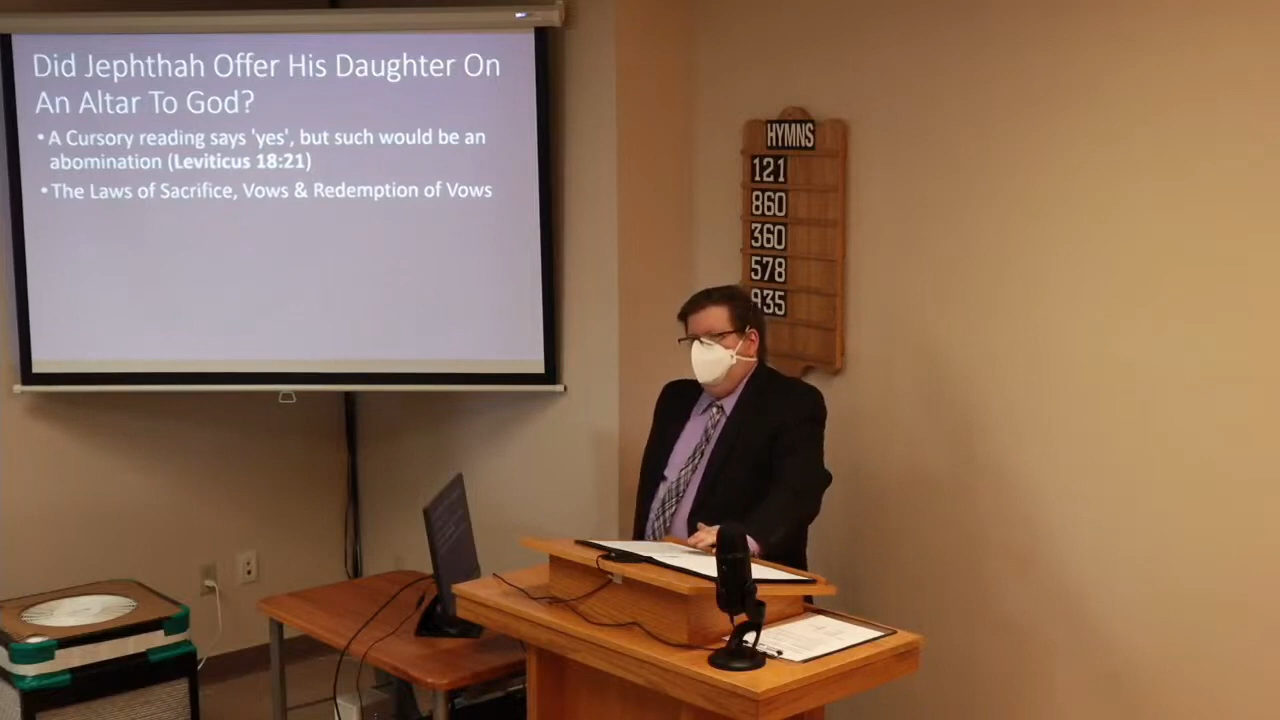 Did Jephthah Offer His Daughter On
An Altar To God?
• A Cursory reading says 'yes', but such would be an
abomination (Leviticus 18:21)
• The Laws of Sacrifice, Vows & Redemption of Vows
HYMNS
121
860
360
578
935